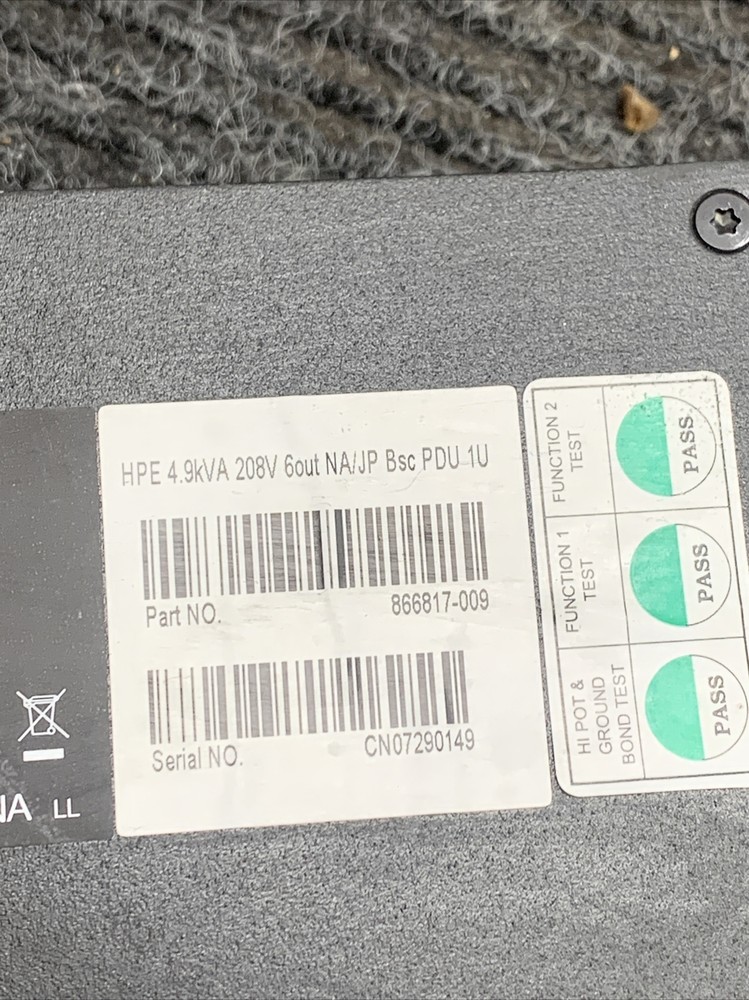 HPE 4.9kVA 208V 6out NA/JP Bsc PDU 1U
Part NO. 866817-009
Serial NO. CN07290149
LL
FUNCTION 2
TEST
PASS
FUNCTION 1
TEST
PASS
HI POT &
GROUND
BOND TEST
PASS